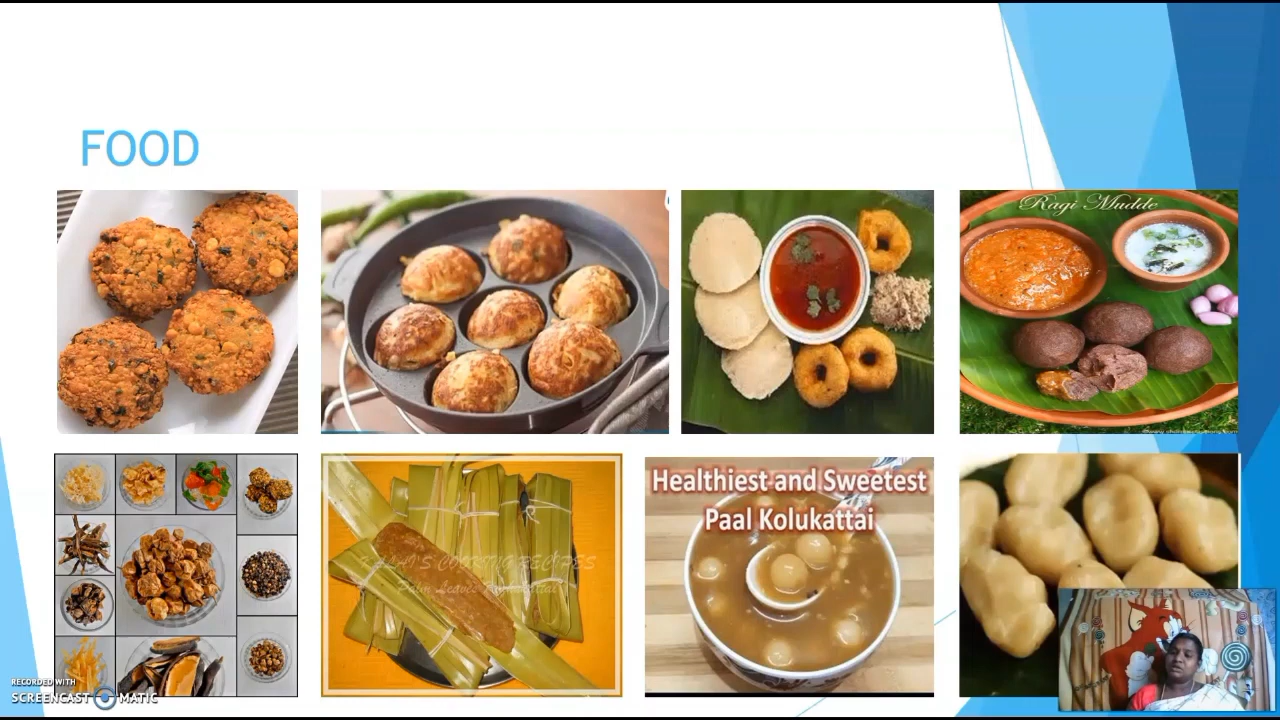 FOOD
Ragi Mudde
Healthiest and Sweetest
Paal Kolukattai
RECORDED WITH
SCREENCAST MATIC